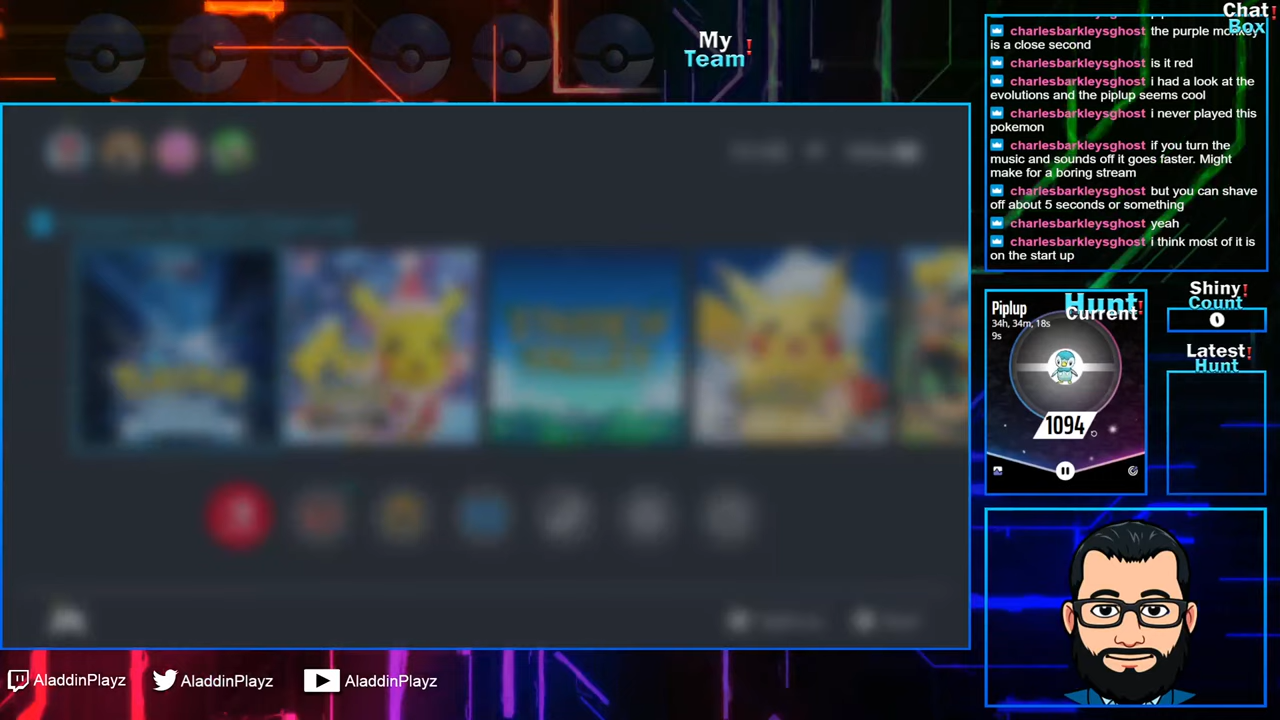 My
Team!
Chat!
Box
charlesbarkleysghost the purple monkey
is a close second
charlesbarkleysghost is it red
charlesbarkleysghost i had a look at the
evolutions and the piplup seems cool
charlesbarkleysghost i never played this
pokemon
charlesbarkleysghost if you turn the
music and sounds off it goes faster. Might
make for a boring stream
charlesbarkleysghost but you can shave
off about 5 seconds or something
charlesbarkleysghost yeah
charlesbarkleysghost i think most of it is
on the start up
Piplup
34h, 34m, 18s
9s
Hunt!
Current
1094
Shiny!
Count
Latest!
Hunt
AladdinPlayz
AladdinPlayz
AladdinPlayz